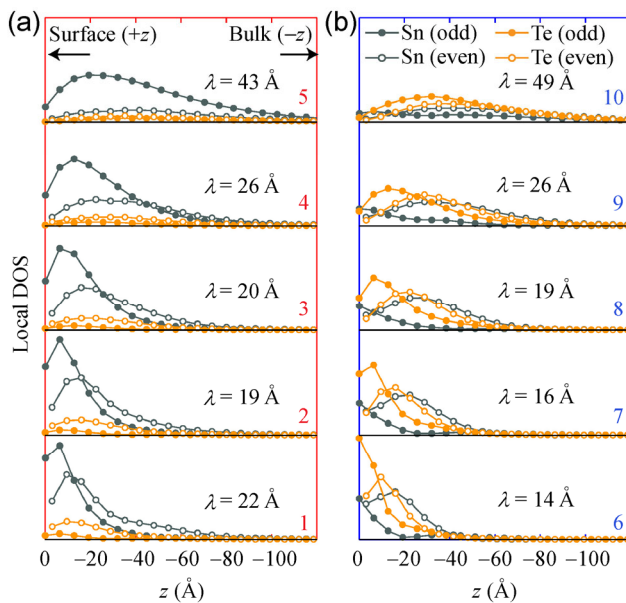 (a)
Surface (+z)
Bulk (−z)
λ = 43 Å
5
λ = 26 Å
4
λ = 20 Å
3
λ = 19 Å
2
λ = 22 Å
1
Local DOS
0 −20 −40 −60 −80 −100
z (Å)
(b)
Sn (odd)
Te (odd)
Sn (even)
Te (even)
λ = 49 Å
10
λ = 26 Å
9
λ = 19 Å
8
λ = 16 Å
7
λ = 14 Å
6
0 −20 −40 −60 −80 −100
z (Å)